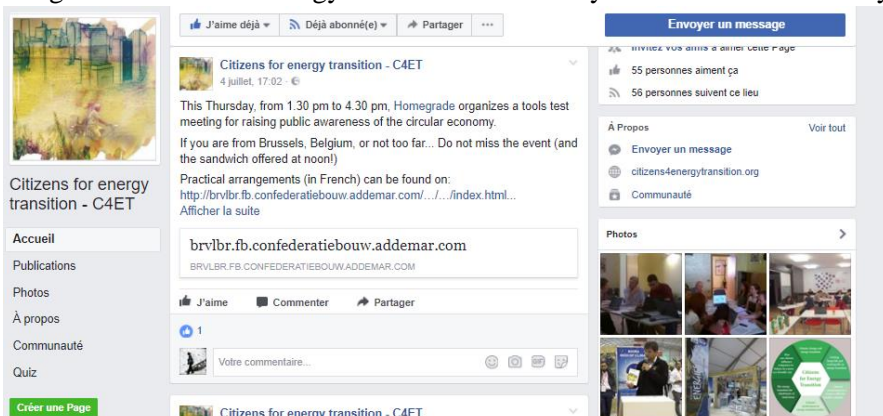 J'aime déjà
Déjà abonné(e)
Partager
Envoyer un message
Citizens for energy transition - C4ET
Accueil
Publications
Photos
À propos
Communauté
Quiz
Créer une Page
Citizens for energy transition - C4ET
4 juillet, 17:02
This Thursday, from 1.30 pm to 4.30 pm, Homegrade organizes a tools test
meeting for raising public awareness of the circular economy.
If you are from Brussels, Belgium, or not too far... Do not miss the event (and
the sandwich offered at noon!)
Practical arrangements (in French) can be found on:
http://brvlbr.fb.confederatiebouw.addemar.com/.../.../index.html...
Afficher la suite
brvlbr.fb.confederatiebouw.addemar.com
BRVLBR.FB.CONFEDERATIEBOUW.ADDEMAR.COM
J'aime
Commenter
Partager
1
Votre commentaire...
GIF
Citizens for energy transition - C4ET
Invitez vos amis à aimer cette Page
55 personnes aiment ça
56 personnes suivent ce lieu
À Propos
Voir tout
Envoyer un message
citizens4energytransition.org
Communauté
Photos
Citizens
for Energy
Transition